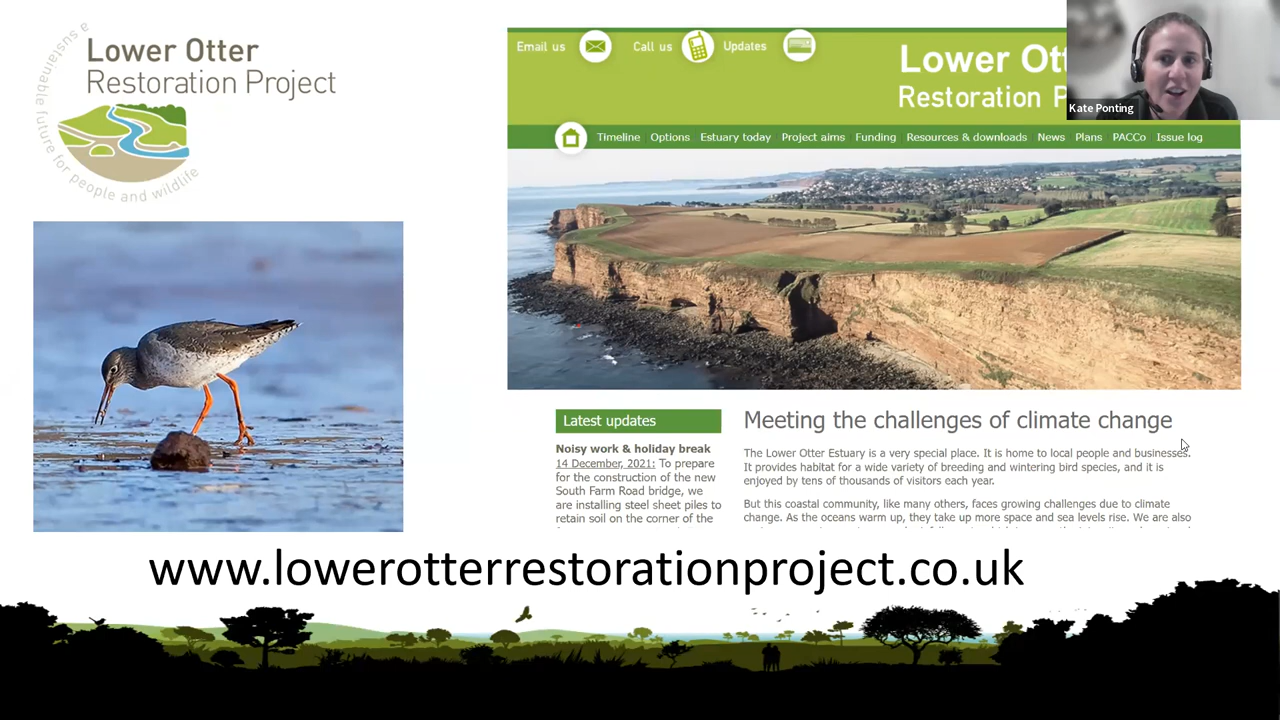 a sustainable future for people and wildlife
Lower Otter
Restoration Project
Email us
Call us
Updates
Lower Ott
Restoration P
Kate Ponting
Timeline Options Estuary today Project aims Funding Resources & downloads News Plans PACCo Issue log
Latest updates
Noisy work & holiday break
14 December, 2021: To prepare
for the construction of the new
South Farm Road bridge, we
are installing steel sheet piles to
retain soil on the corner of the
Meeting the challenges of climate change
The Lower Otter Estuary is a very special place. It is home to local people and businesses.
It provides habitat for a wide variety of breeding and wintering bird species, and it is
enjoyed by tens of thousands of visitors each year.
But this coastal community, like many others, faces growing challenges due to climate
change. As the oceans warm up, they take up more space and sea levels rise. We are also
www.lowerotterrestorationproject.co.uk